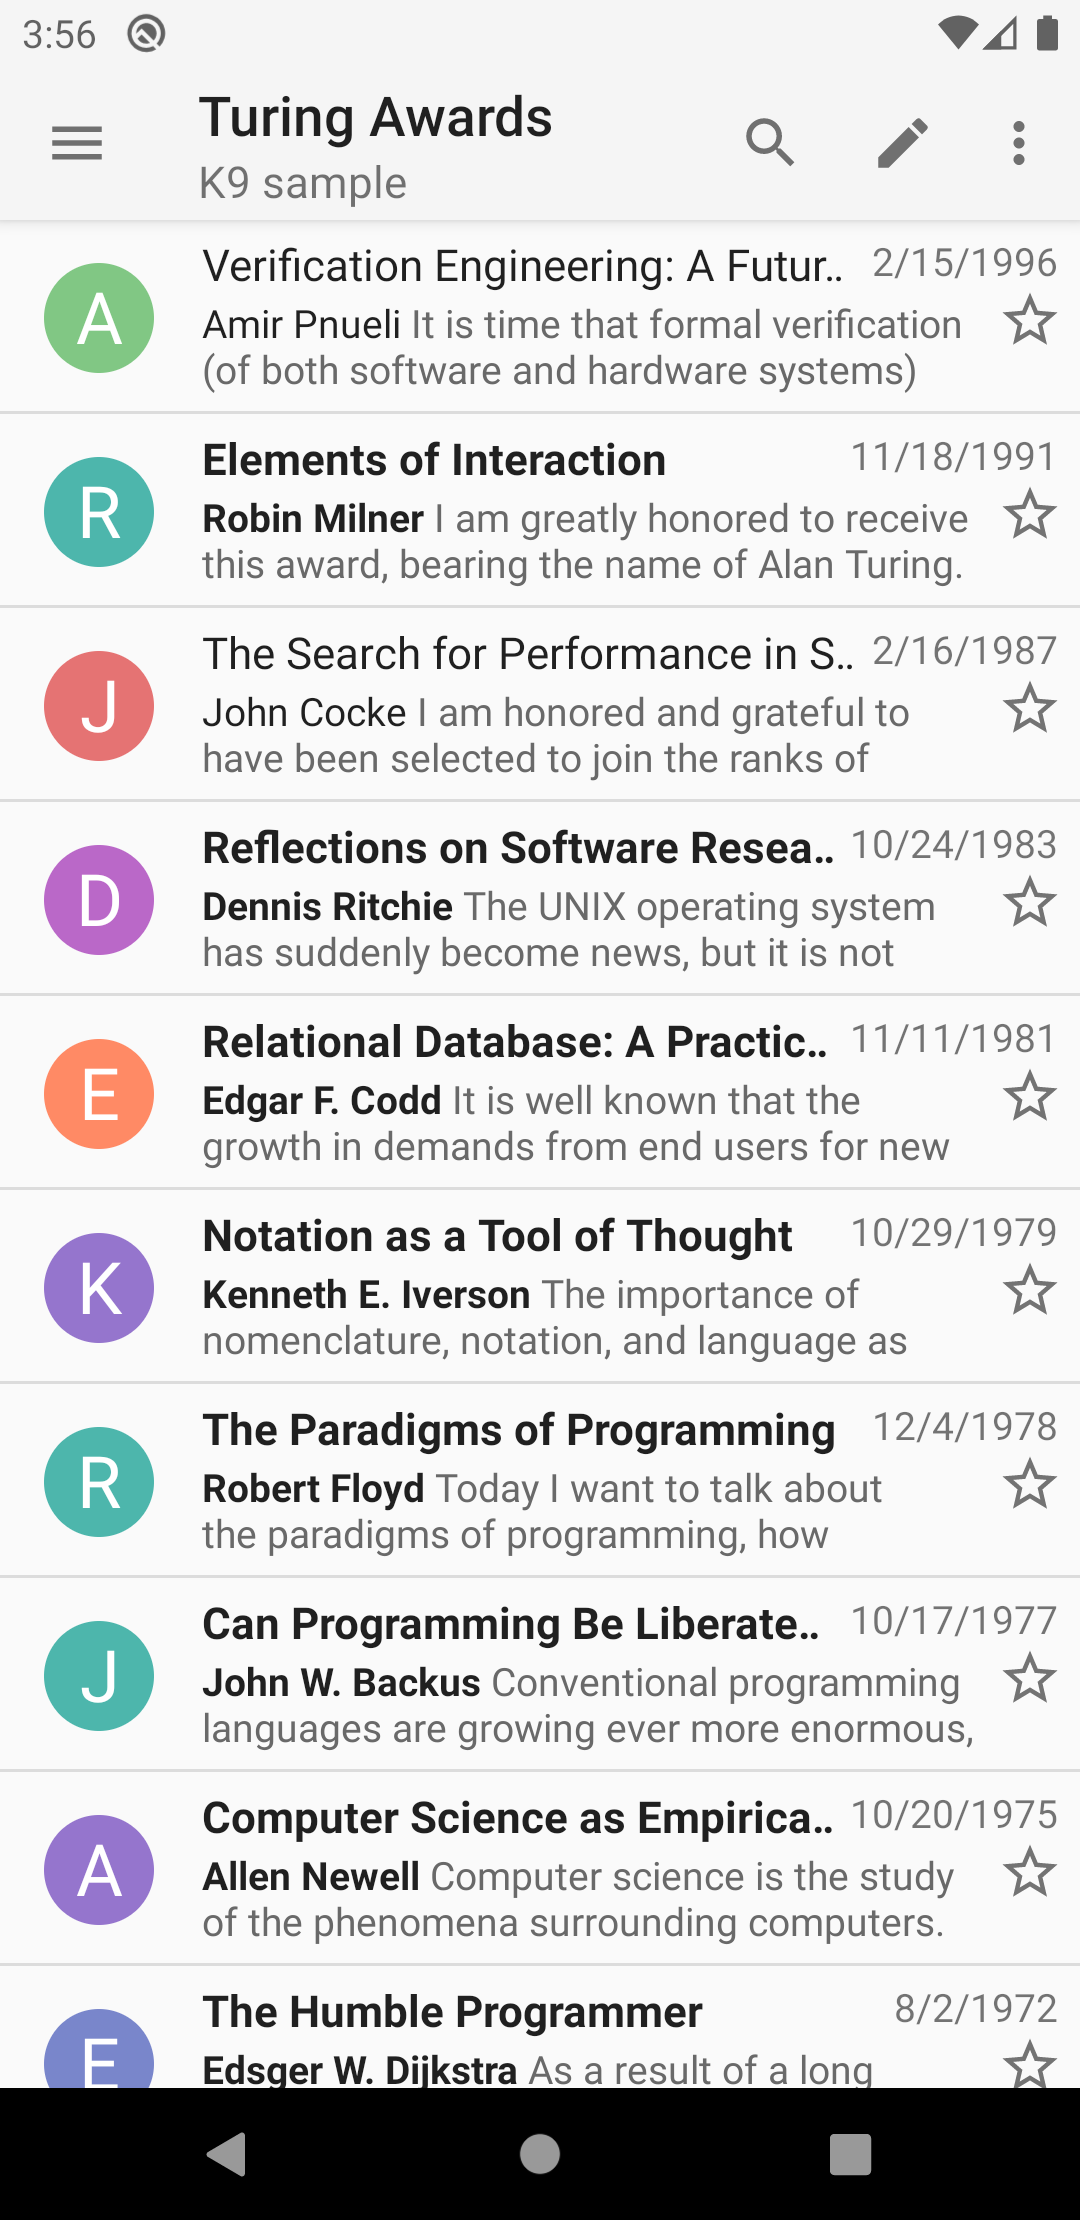 3:56
Turing Awards
K9 sample
A
Verification Engineering: A Futur.. 2/15/1996
Amir Pnueli It is time that formal verification
(of both software and hardware systems)
R
Elements of Interaction 11/18/1991
Robin Milner I am greatly honored to receive
this award, bearing the name of Alan Turing.
J
The Search for Performance in S.. 2/16/1987
John Cocke I am honored and grateful to
have been selected to join the ranks of
D
Reflections on Software Resea.. 10/24/1983
Dennis Ritchie The UNIX operating system
has suddenly become news, but it is not
E
Relational Database: A Practic.. 11/11/1981
Edgar F. Codd It is well known that the
growth in demands from end users for new
K
Notation as a Tool of Thought 10/29/1979
Kenneth E. Iverson The importance of
nomenclature, notation, and language as
R
The Paradigms of Programming 12/4/1978
Robert Floyd Today I want to talk about
the paradigms of programming, how
J
Can Programming Be Liberate.. 10/17/1977
John W. Backus Conventional programming
languages are growing ever more enormous,
A
Computer Science as Empirica.. 10/20/1975
Allen Newell Computer science is the study
of the phenomena surrounding computers.
E
The Humble Programmer 8/2/1972
Edsger W. Dijkstra As a result of a long